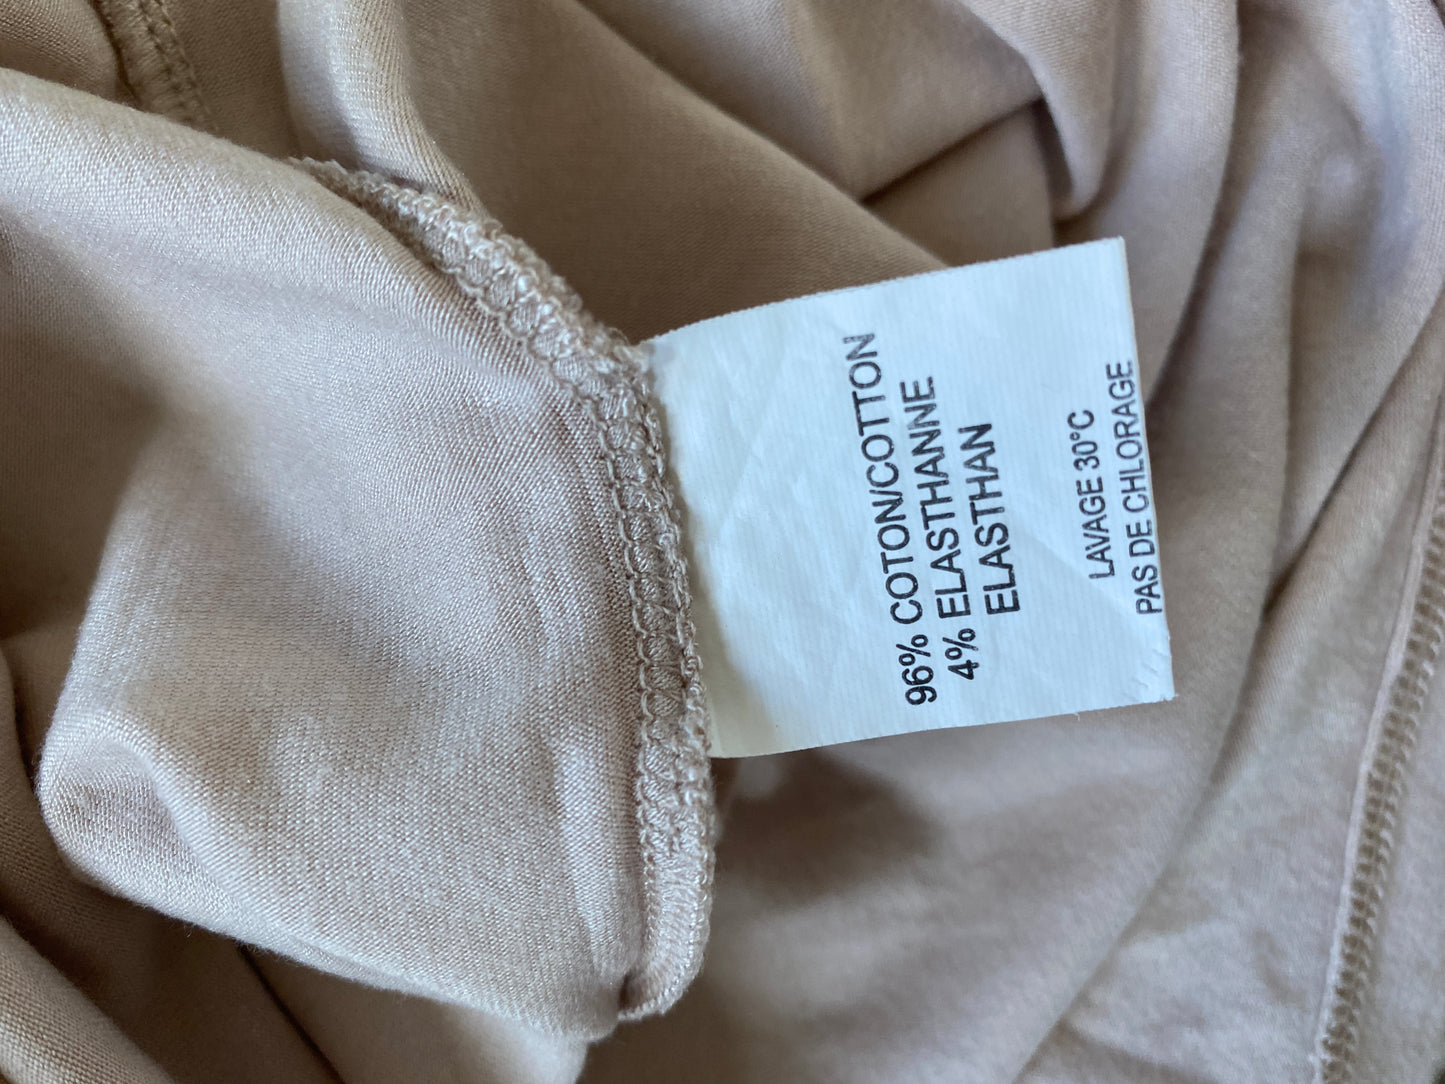 96% COTON/COTTON
4% ELASTHANNE
ELASTHAN
LAVAGE 30°C
PAS DE CHLORAGE